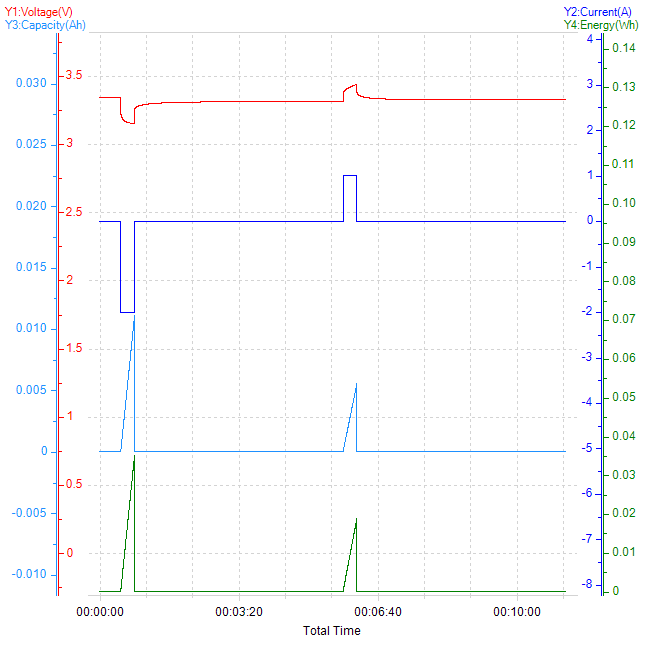 Y1:Voltage(V) Y2:Current(A)
Y3:Capacity(Ah) Y4:Energy(Wh)
4
0.14
3.5
0.030 3 0.13
0.12
0.025 3 2
0.11
1
0.020 2.5 0.10
0
0.09
0.015 2 -1 0.08
-2 0.07
0.010
1.5 -3 0.06
0.005 -4 0.05
1
0.04
0 -5
0.03
0.5 -6
-0.005 0.02
-7
0 0.01
-0.010
-8 0
00:00:00 00:03:20 00:06:40 00:10:00
Total Time